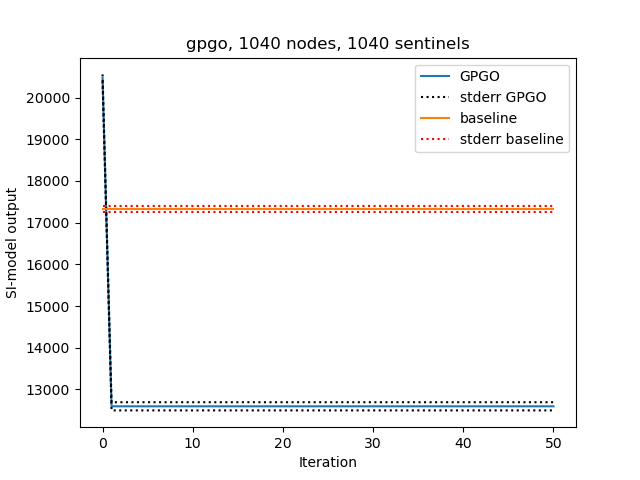 gpgo, 1040 nodes, 1040 sentinels
GPGO
stderr GPGO
baseline
stderr baseline
SI-model output
20000
19000
18000
17000
16000
15000
14000
13000
0 10 20 30 40 50
Iteration